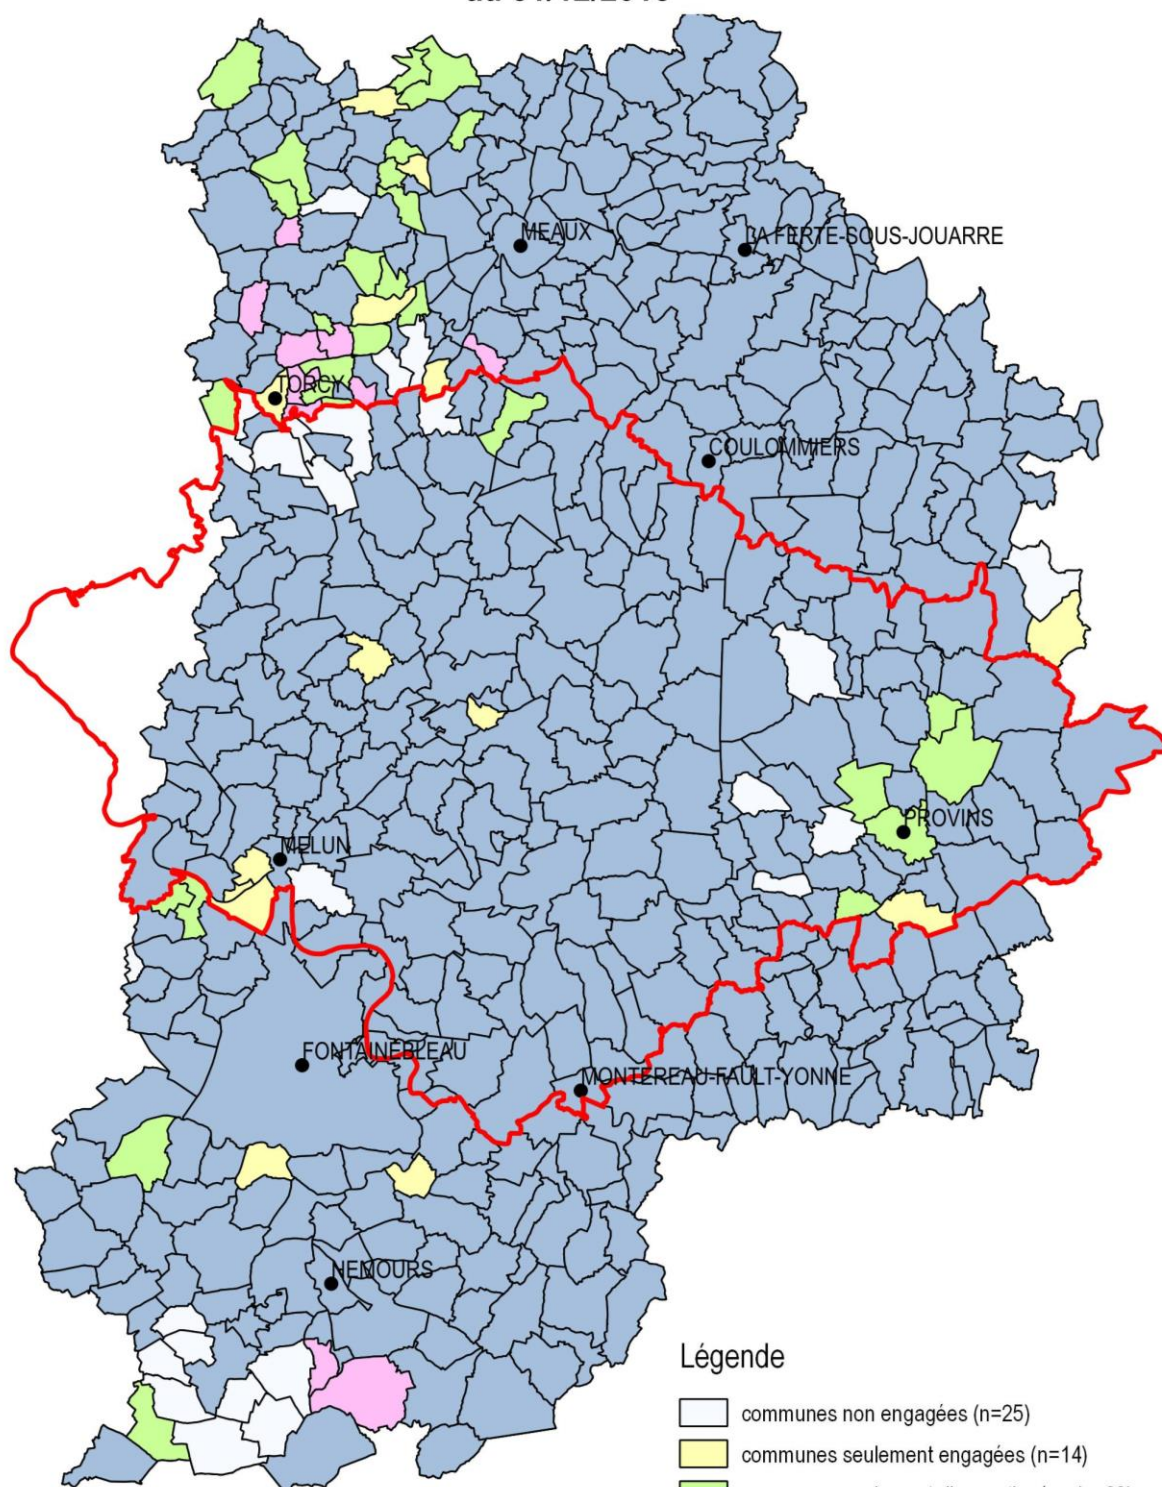 MEAUX
LA FERTE-SOUS-JOUARRE
TORCY
COULOMMIERS
PROVINS
MELUN
FONTAINEBLEAU
MONTEREAU-FAULT-YONNE
NEMOURS
Légende
communes non engagées (n=25)
communes seulement engagées (n=14)